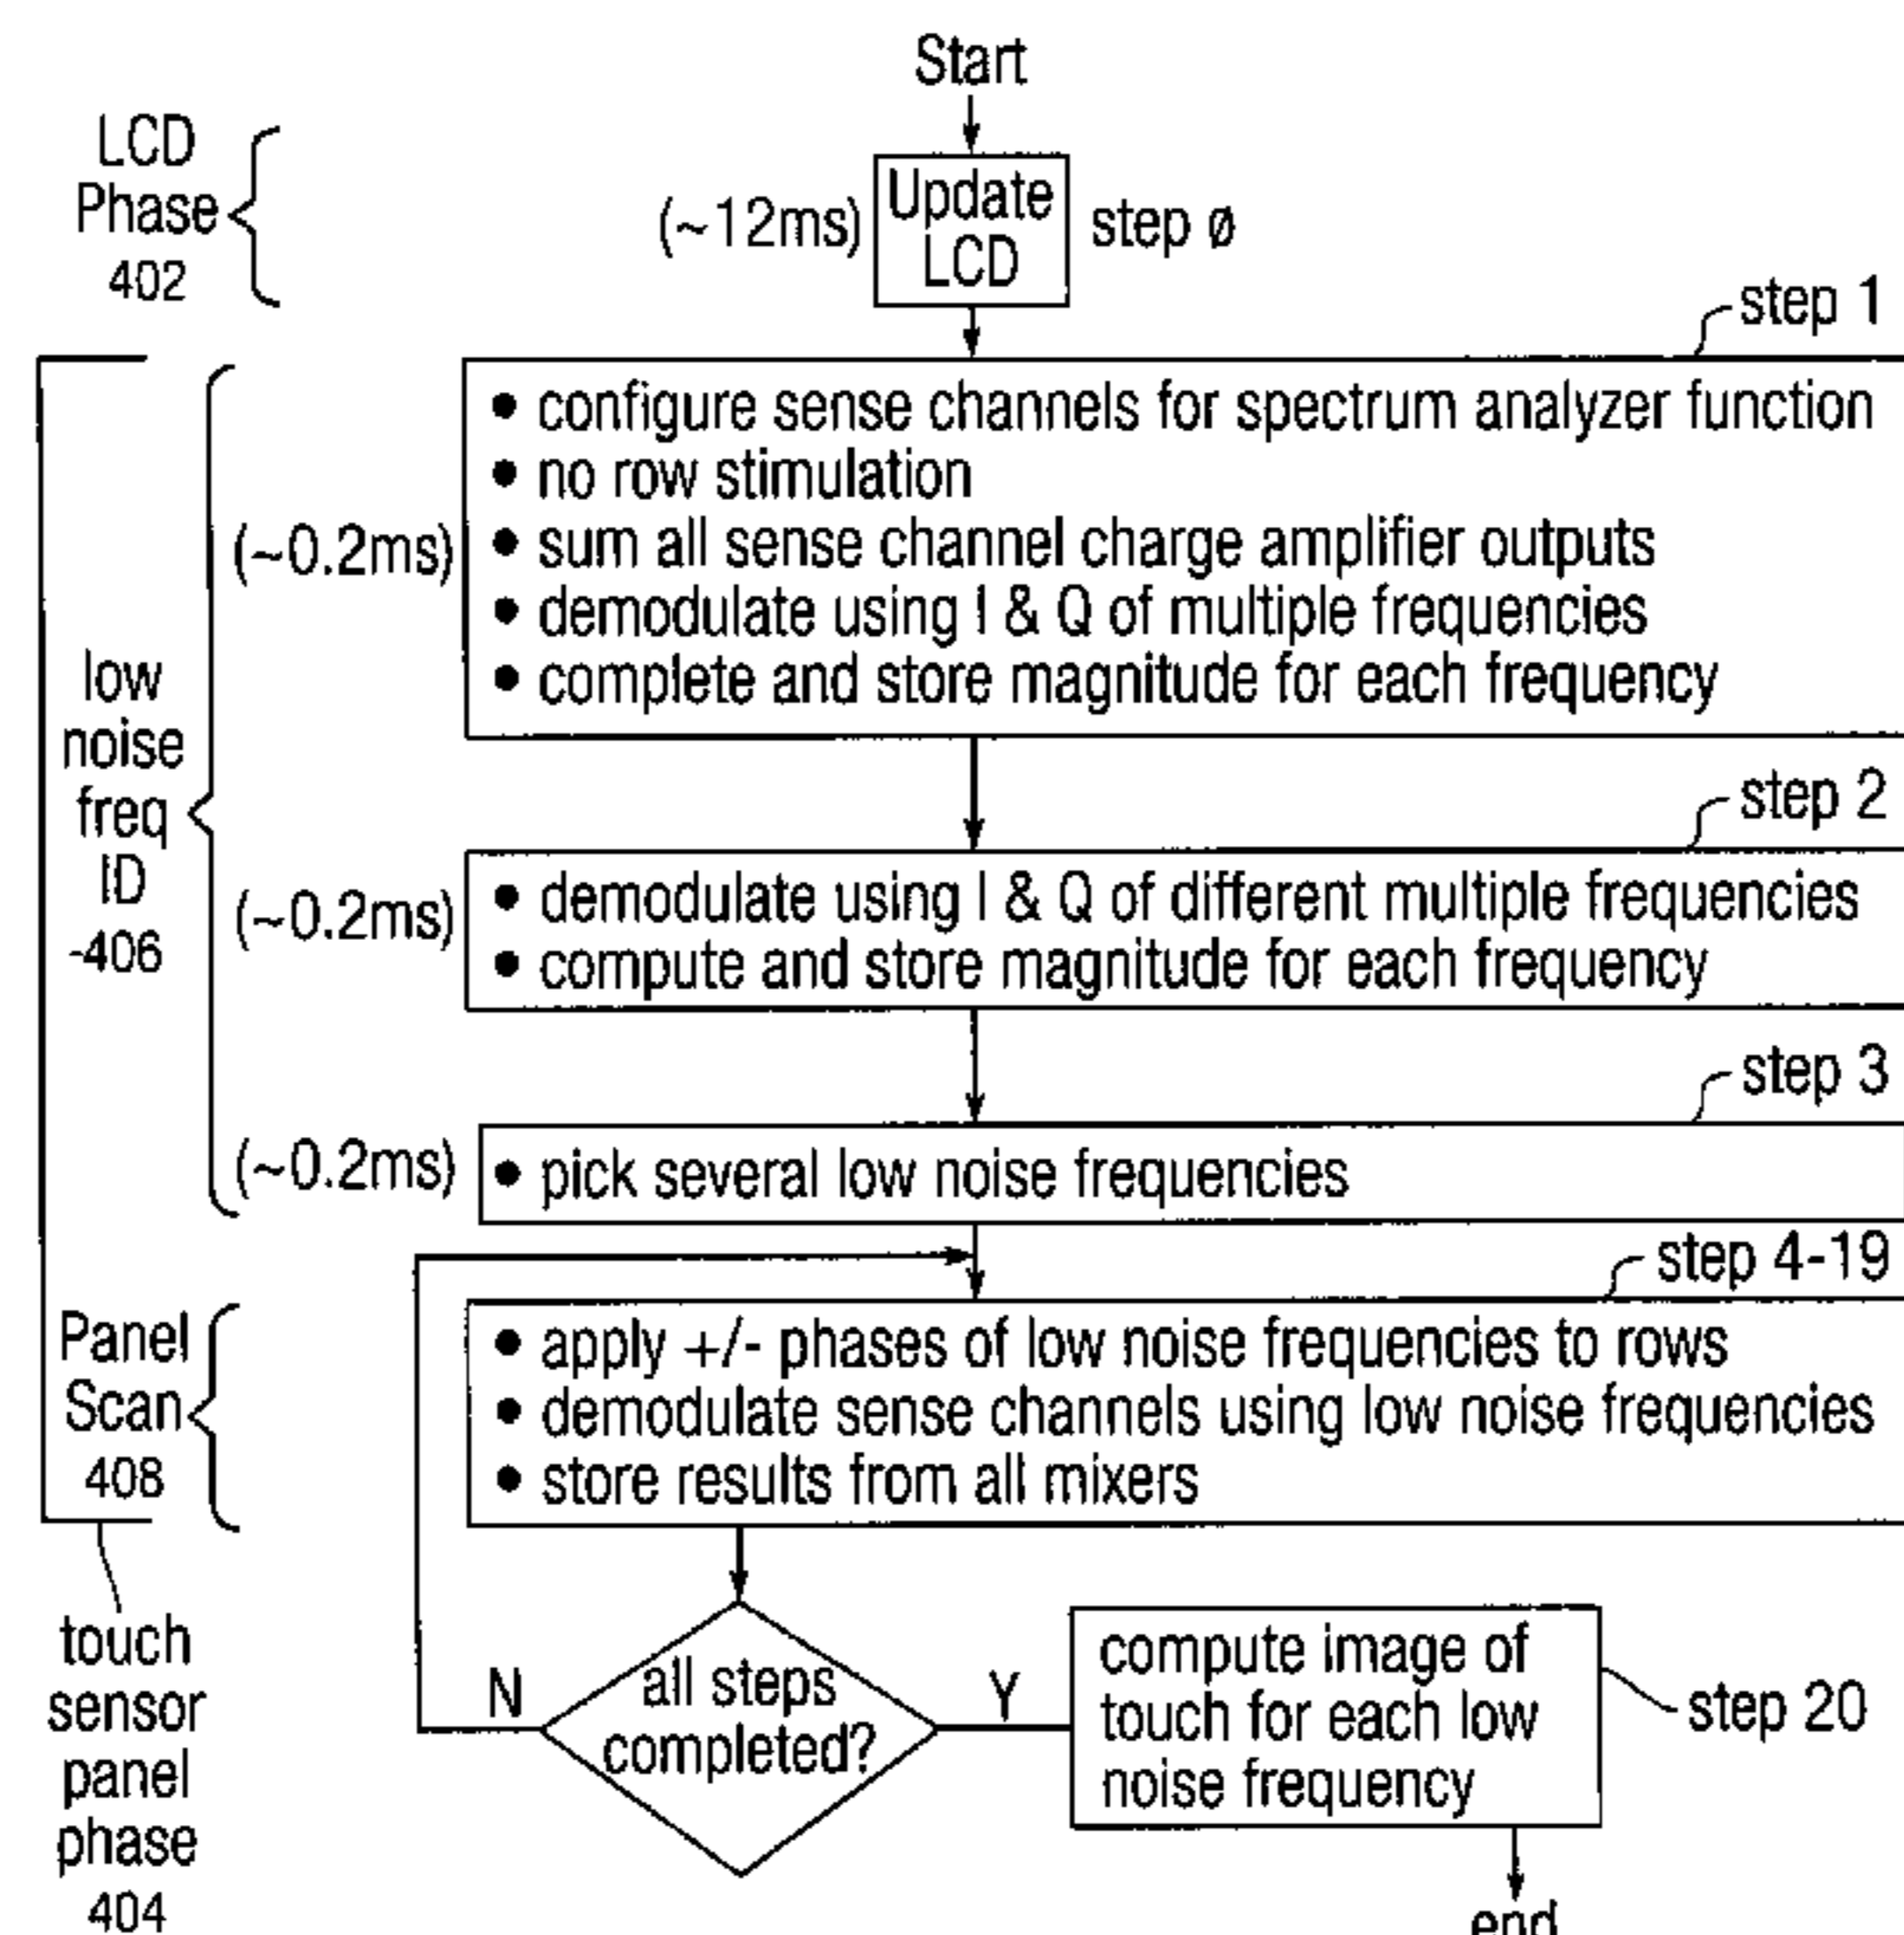 Start
LCD
Phase
402
(~12ms)
Update
LCD
step ø
step 1
• configure sense channels for spectrum analyzer function
• no row stimulation
• sum all sense channel charge amplifier outputs
• demodulate using I & Q of multiple frequencies
• complete and store magnitude for each frequency
(~0.2ms)
low
noise
freq
ID
-406
step 2
(~0.2ms)
• demodulate using I & Q of different multiple frequencies
• compute and store magnitude for each frequency
step 3
(~0.2ms)
• pick several low noise frequencies
step 4-19
Panel
Scan
408
• apply +/- phases of low noise frequencies to rows
• demodulate sense channels using low noise frequencies
• store results from all mixers
touch
sensor
panel
phase
404
N
all steps
completed?
Y
compute image of
touch for each low
noise frequency
step 20
end